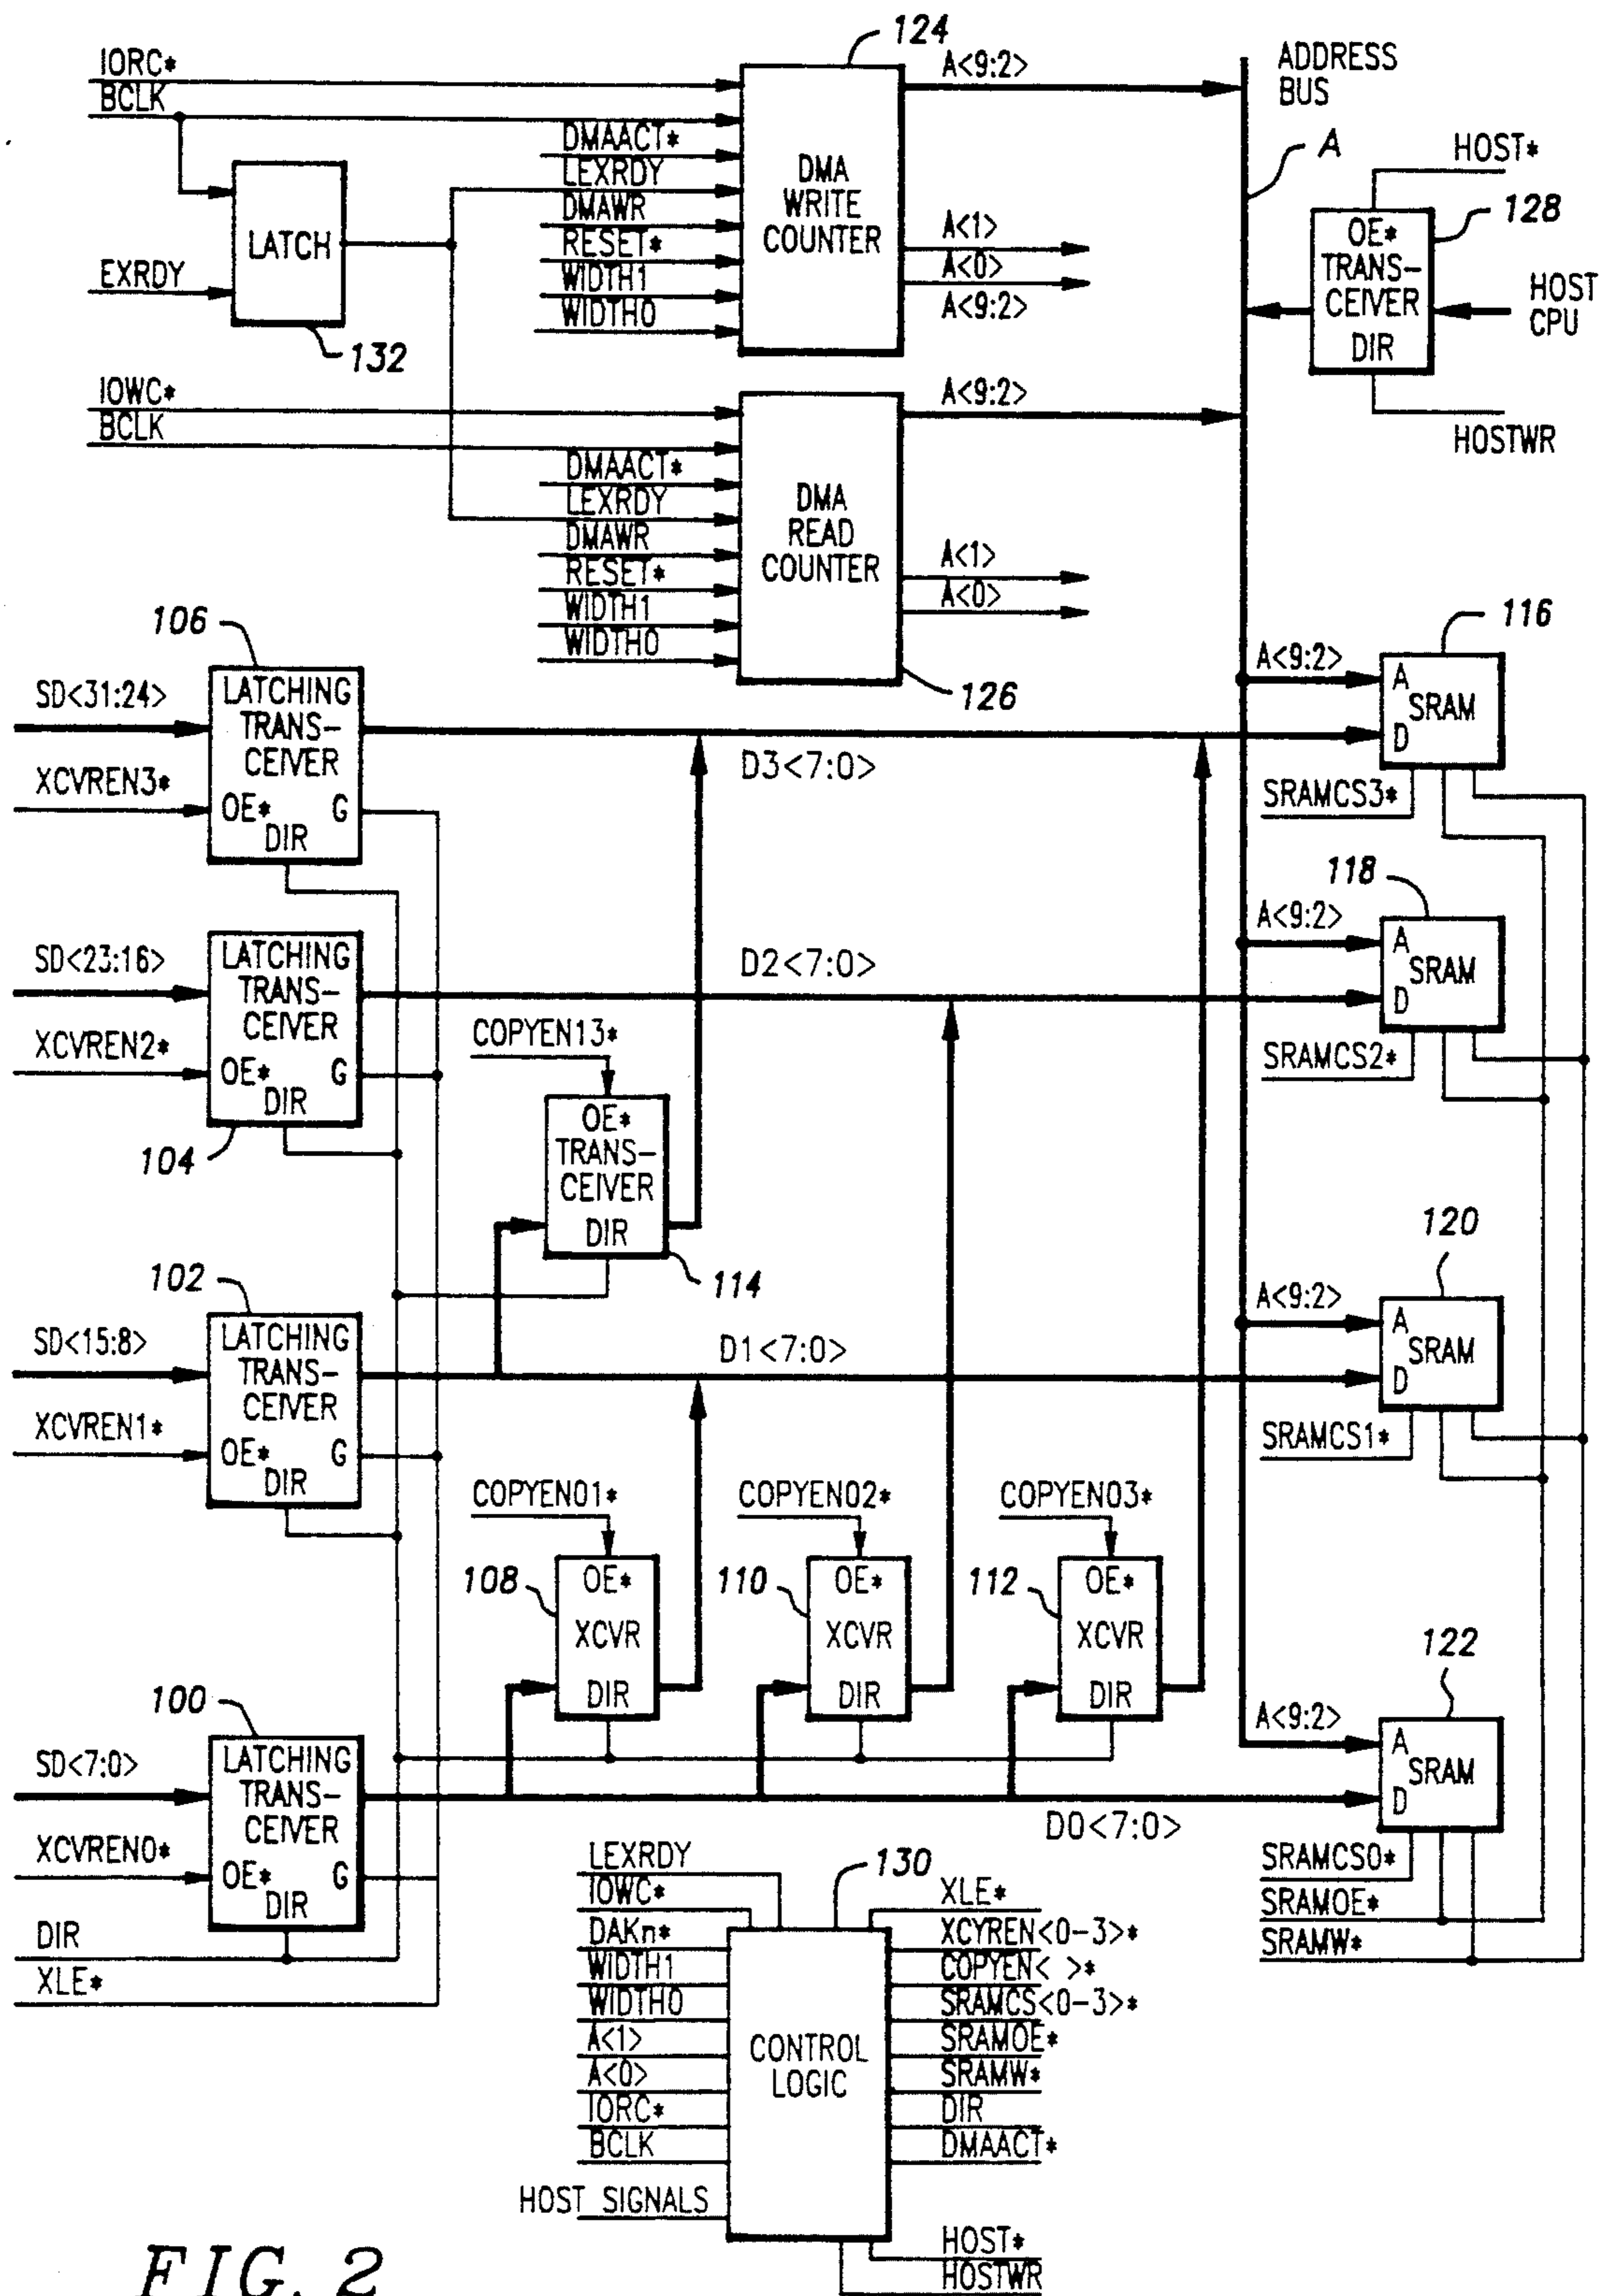 124
IORC*
BCLK
A<9:2>
ADDRESS
BUS
DMAACT*
LEXRDY
DMAWR
RESET*
WIDTH1
WIDTH0
DMA
WRITE
COUNTER
A
HOST*
128
LATCH
EXRDY
132
A<1>
A<0>
A<9:2>
OE*
TRANS-
CEIVER
DIR
HOST
CPU
HOSTWR
IOWC*
BCLK
A<9:2>
DMAACT*
LEXRDY
DMAWR
RESET*
WIDTH1
WIDTH0
DMA
READ
COUNTER
A<1>
A<0>
126
106
SD<31:24>
XCVREN3*
LATCHING
TRANS-
CEIVER
OE* G
DIR
D3<7:0>
116
A<9:2>
A
SRAM
D
SRAMCS3*
SD<23:16>
XCVREN2*
LATCHING
TRANS-
CEIVER
OE* G
DIR
104
D2<7:0>
118
A<9:2>
A
SRAM
D
SRAMCS2*
COPYEN13*
OE*
TRANS-
CEIVER
DIR
114
102
SD<15:8>
XCVREN1*
LATCHING
TRANS-
CEIVER
OE* G
DIR
D1<7:0>
120
A<9:2>
A
SRAM
D
SRAMCS1*
COPYEN01*
COPYEN02*
COPYEN03*
108
OE*
XCVR
DIR
110
OE*
XCVR
DIR
112
OE*
XCVR
DIR
100
SD<7:0>
XCVREN0*
LATCHING
TRANS-
CEIVER
OE* G
DIR
DIR
XLE*
D0<7:0>
122
A<9:2>
A
SRAM
D
SRAMCS0*
SRAMOE*
SRAMW*
130
LEXRDY
IOWC*
DAKn*
WIDTH1
WIDTH0
A<1>
A<0>
IORC*
BCLK
HOST SIGNALS
CONTROL
LOGIC
XLE*
XCYREN<0-3>*
COPYEN< >*
SRAMCS<0-3>*
SRAMOE*
SRAMW*
DIR
DMAACT*
HOST*
HOSTWR
FIG. 2